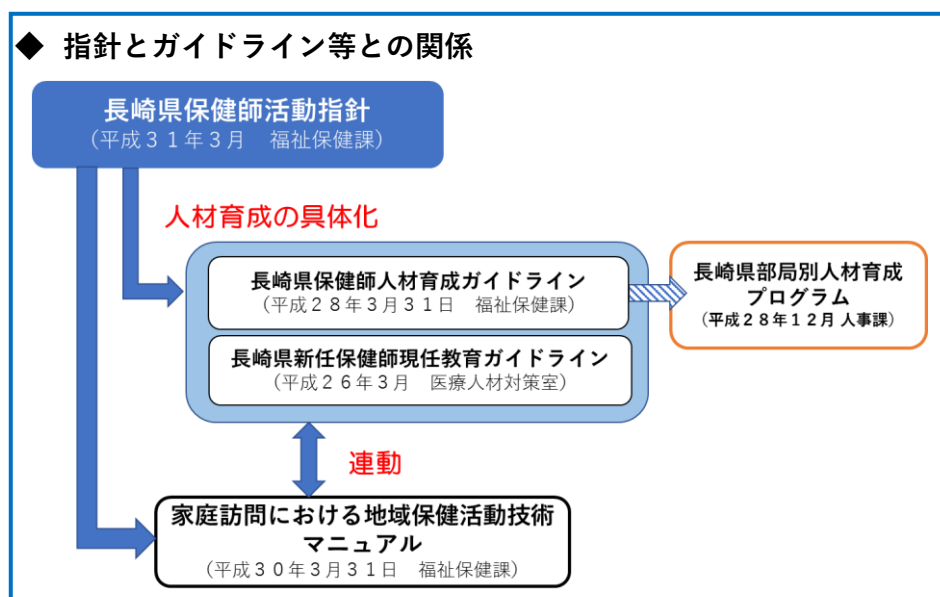 ◆ 指針とガイドライン等との関係
長崎県保健師活動指針
（平成３１年３月　福祉保健課）
人材育成の具体化
長崎県保健師人材育成ガイドライン
（平成２８年３月３１日　福祉保健課）
長崎県新任保健師現任教育ガイドライン
（平成２６年３月　医療人材対策室）
長崎県部局別人材育成
プログラム
（平成２８年１２月 人事課）
連動
家庭訪問における地域保健活動技術
マニュアル
（平成３０年３月３１日　福祉保健課）